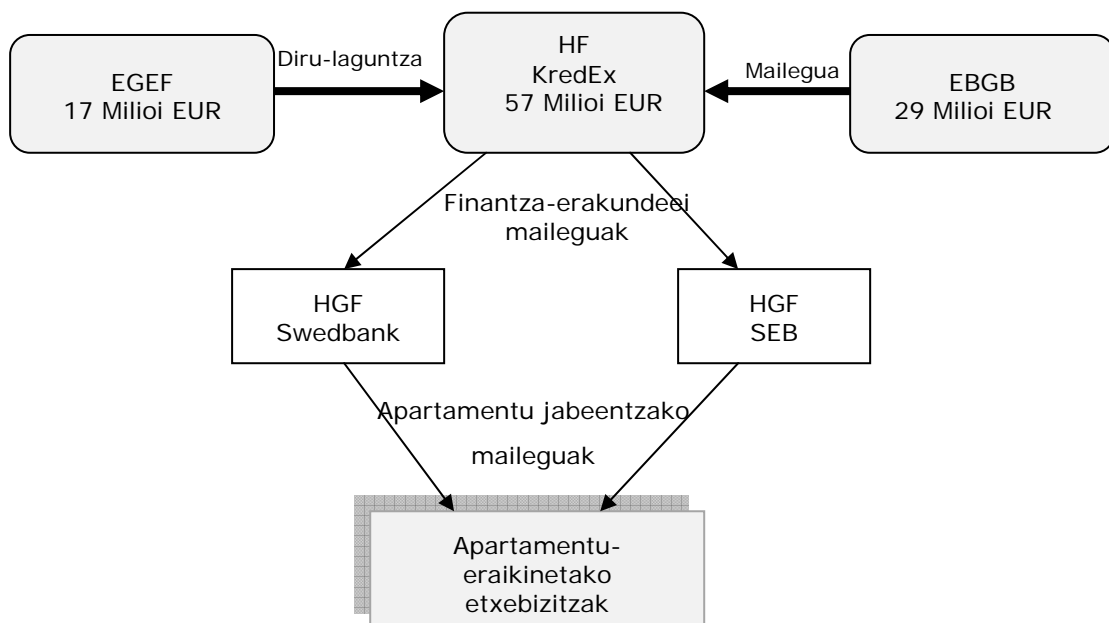 EGEF
17 Milioi EUR
Diru-laguntza
HF
KredEx
57 Milioi EUR
Mailegua
EBGB
29 Milioi EUR
Finantza-erakundeei
maileguak
HGF
Swedbank
HGF
SEB
Apartamentu jabeentzako
maileguak
Apartamentu-
eraikinetako
etxebizitzak